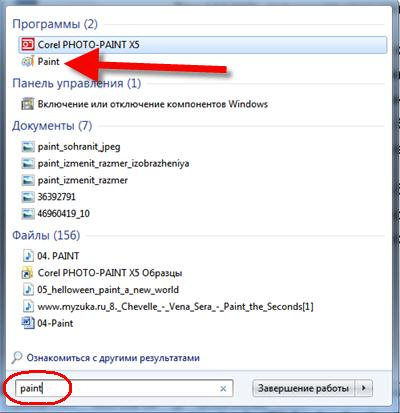 Программы (2)
Corel PHOTO-PAINT X5
Paint
Панель управления (1)
Включение или отключение компонентов Windows
Документы (7)
paint_sohranit_jpeg
paint_izmenit_razmer_izobrazheniya
paint_izmenit_razmer
36392791
46960419_10
Файлы (156)
04. PAINT
Corel PHOTO-PAINT X5 Образцы
05_helloween_paint_a_new_world
www.myzuka.ru_8._Chevelle_-_Vena_Sera_-_Paint_the_Seconds[1]
04-Paint
Ознакомиться с другими результатами
paint
Завершение работы